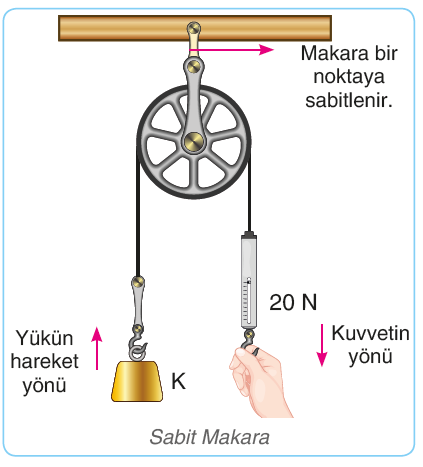 Makara bir
noktaya
sabitlenir.
20 N
Yükün
hareket
yönü
K
Kuvvetin
yönü
Sabit Makara